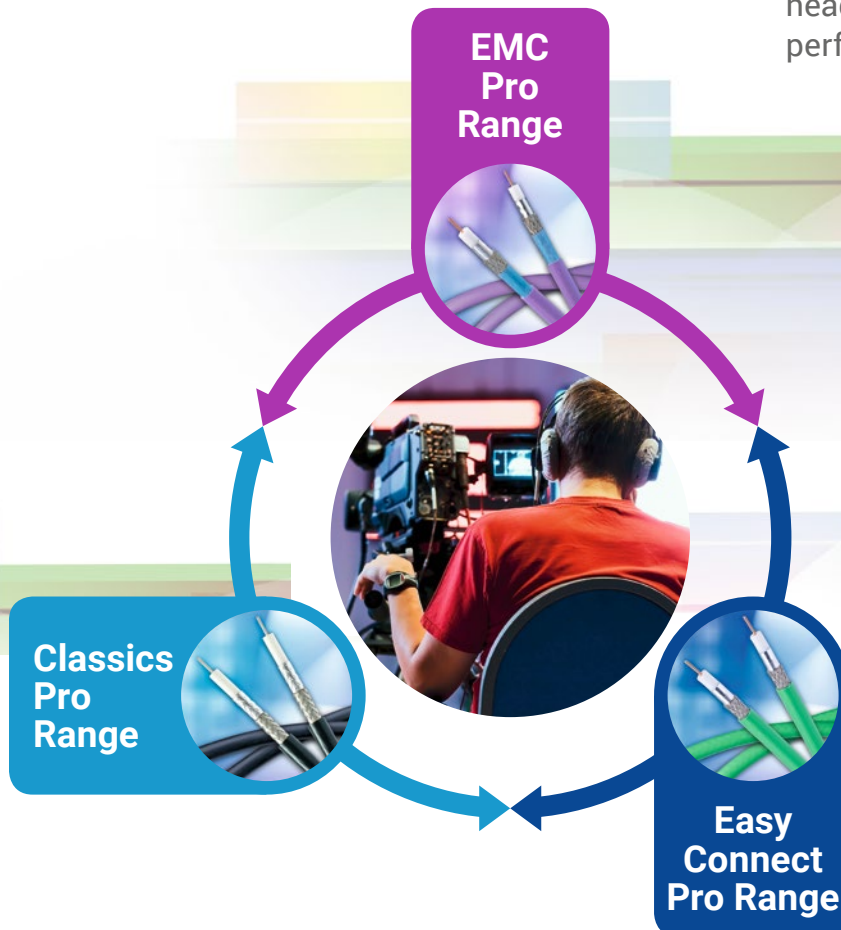 EMC
Pro
Range
Classics
Pro
Range
Easy
Connect
Pro Range